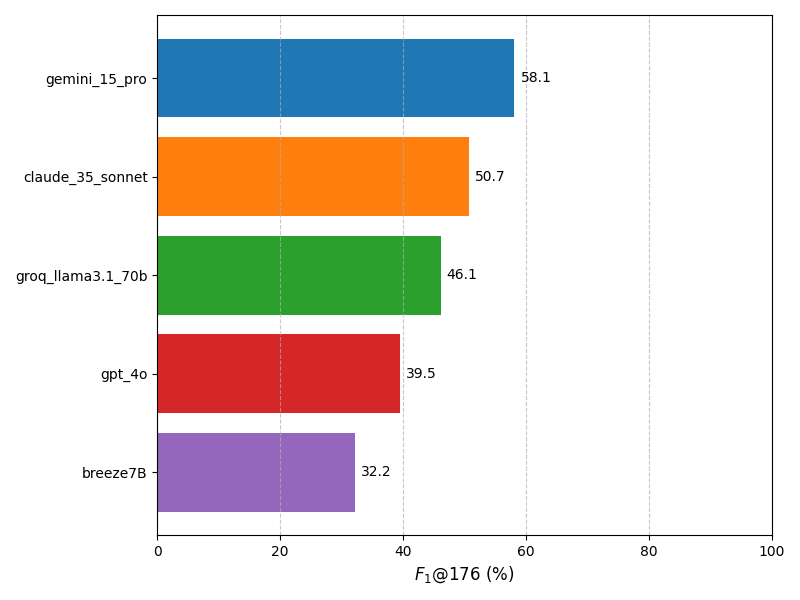 gemini_15_pro
58.1
claude_35_sonnet
50.7
groq_llama3.1_70b
46.1
gpt_4o
39.5
breeze7B
32.2
0 20 40 60 80 100
F₁@176 (%)